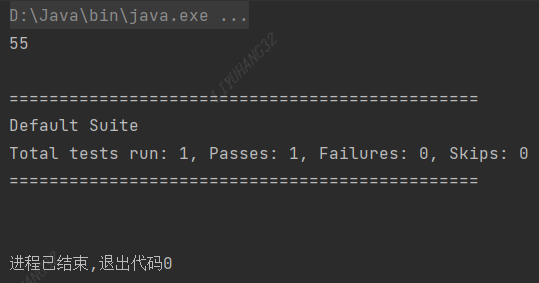 D:\Java\bin\java.exe ...
55
===============================================
Default Suite
Total tests run: 1, Passes: 1, Failures: 0, Skips: 0
===============================================
进程已结束,退出代码0